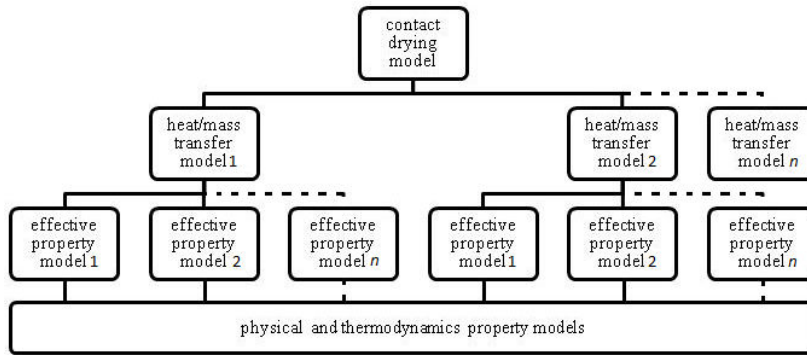 contact
drying
model
heat/mass
transfer
model 1
heat/mass
transfer
model 2
heat/mass
transfer
model n
effective
property
model 1
effective
property
model 2
effective
property
model n
effective
property
model 1
effective
property
model 2
effective
property
model n
physical and thermodynamics property models